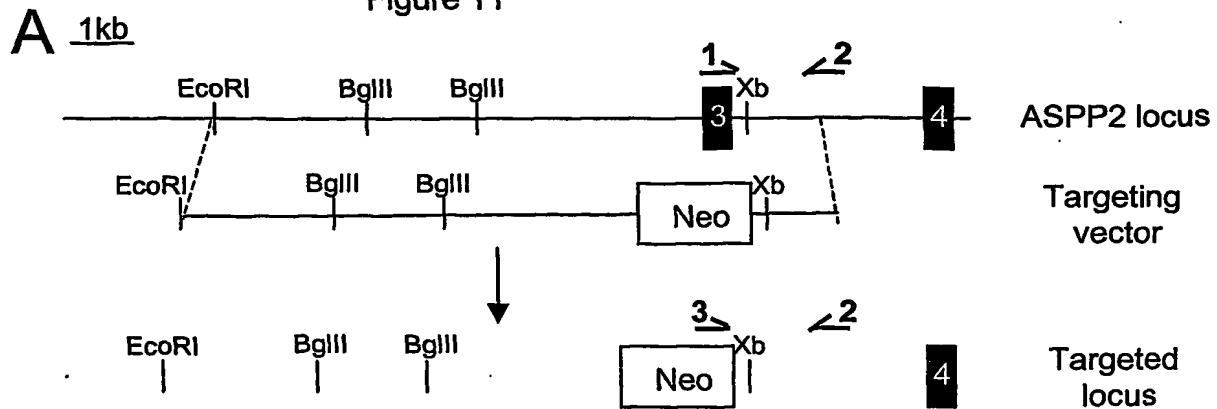 Figure 11
A 1kb
1 2
EcoRI BglII BglII Xb
3 4 ASPP2 locus
EcoRI BglII BglII Xb
Neo Targeting
vector
3 2
EcoRI BglII BglII Xb
Neo 4 Targeted
locus